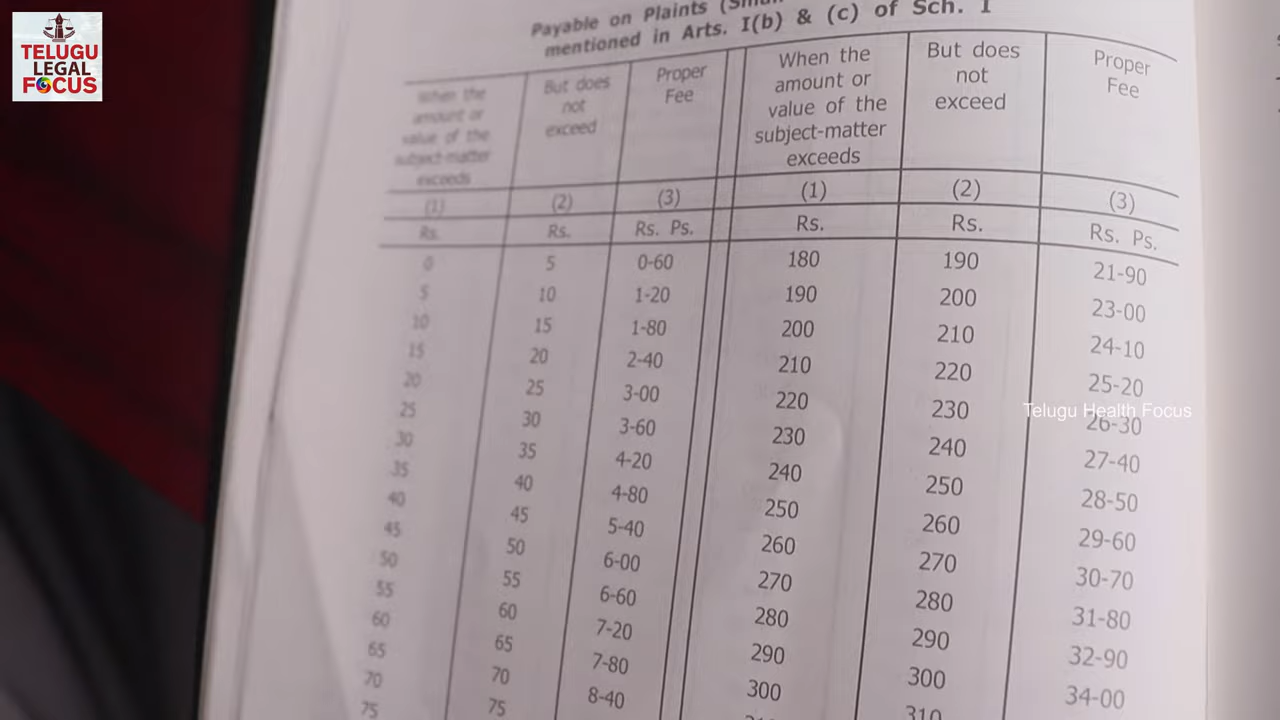 TELUGU
LEGAL
FOCUS
Payable on Plaints
mentioned in Arts. I(b) & (c) of Sch. I
When the amount or value of the subject-matter exceeds | But does not exceed | Proper Fee | When the amount or value of the subject-matter exceeds | But does not exceed | Proper Fee
(1) (2) (3) (1) (2) (3)
Rs. Rs. Rs. Ps. Rs. Rs. Rs. Ps.
0 5 0-60 180 190 21-90
5 10 1-20 190 200 23-00
10 15 1-80 200 210 24-10
15 20 2-40 210 220 25-20
20 25 3-00 220 230 26-30
25 30 3-60 230 240 27-40
30 35 4-20 240 250 28-50
35 40 4-80 250 260 29-60
40 45 5-40 260 270 30-70
45 50 6-00 270 280 31-80
50 55 6-60 280 290 32-90
55 60 7-20 290 300 34-00
60 65 7-80 300 310
65 70 8-40
70 75
75
Telugu Health Focus